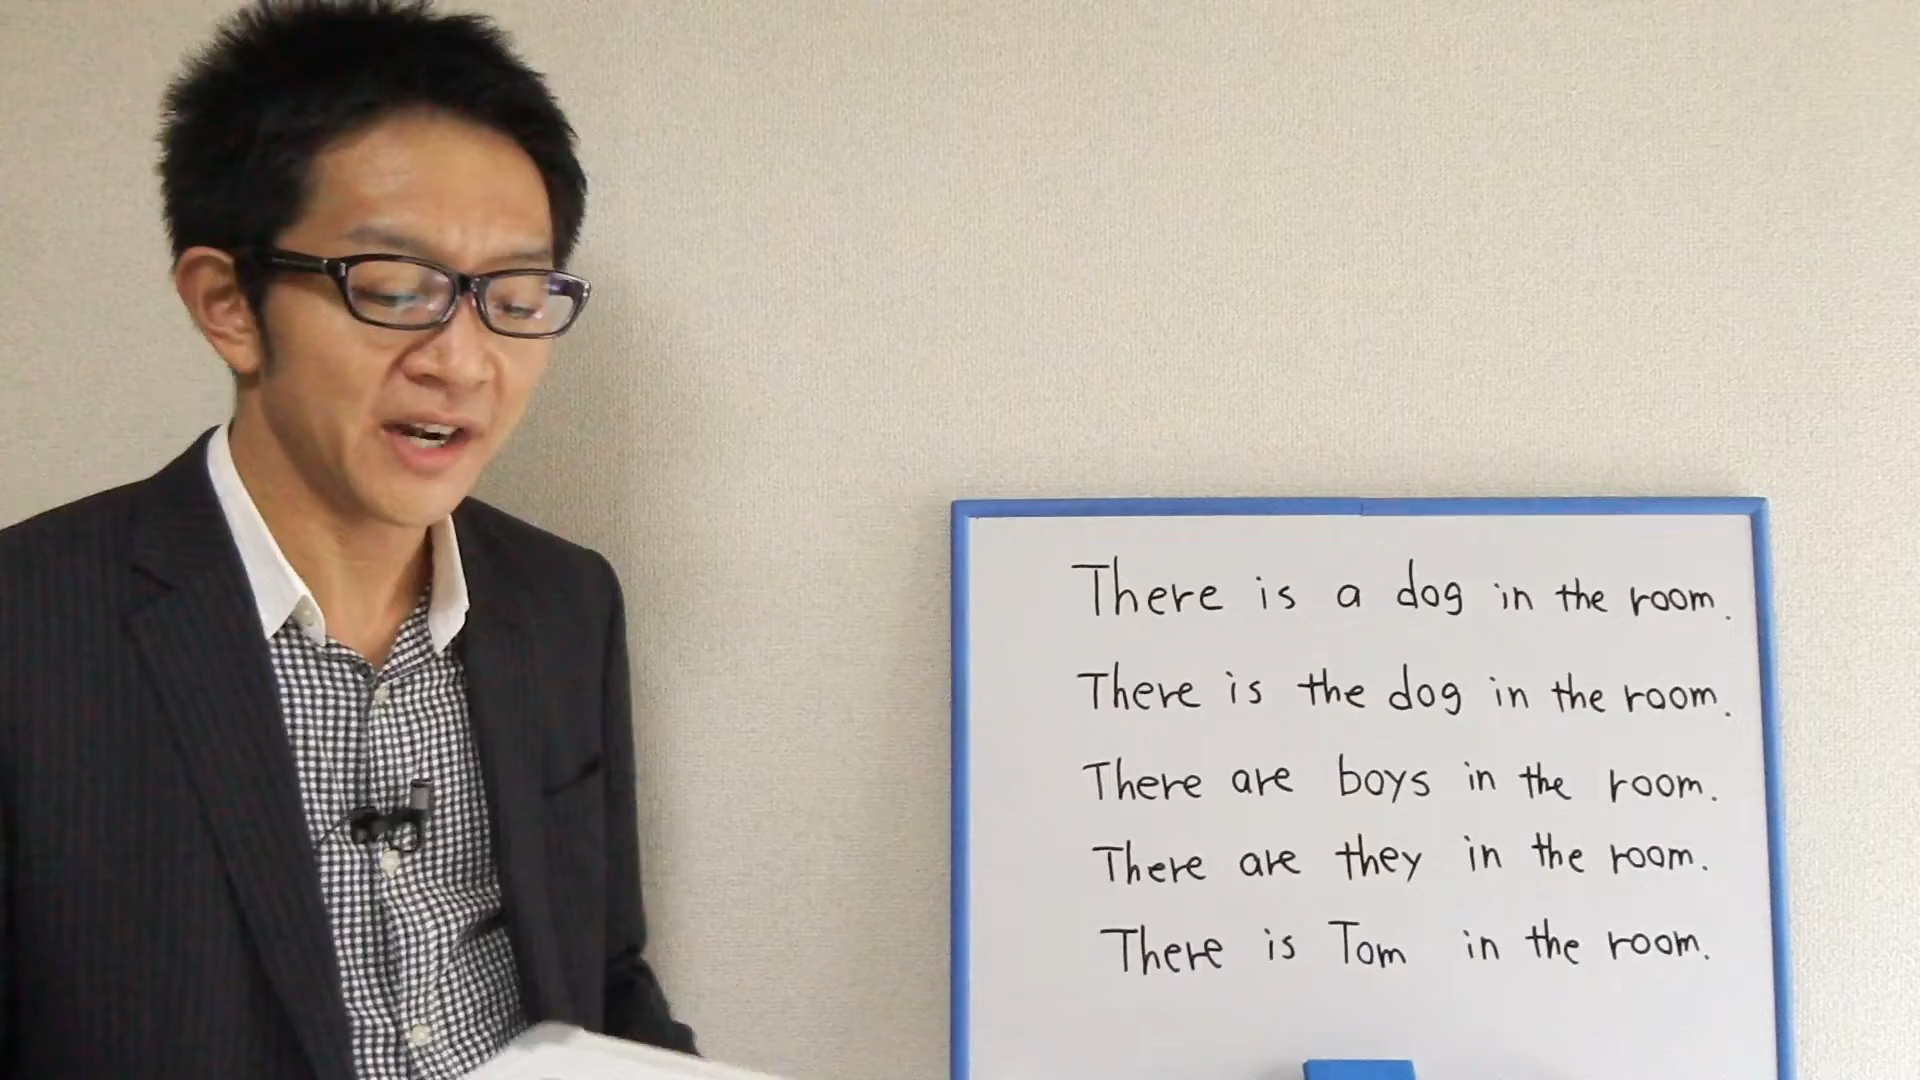 There is a dog in the room.
There is the dog in the room.
There are boys in the room.
There are they in the room.
There is Tom in the room.